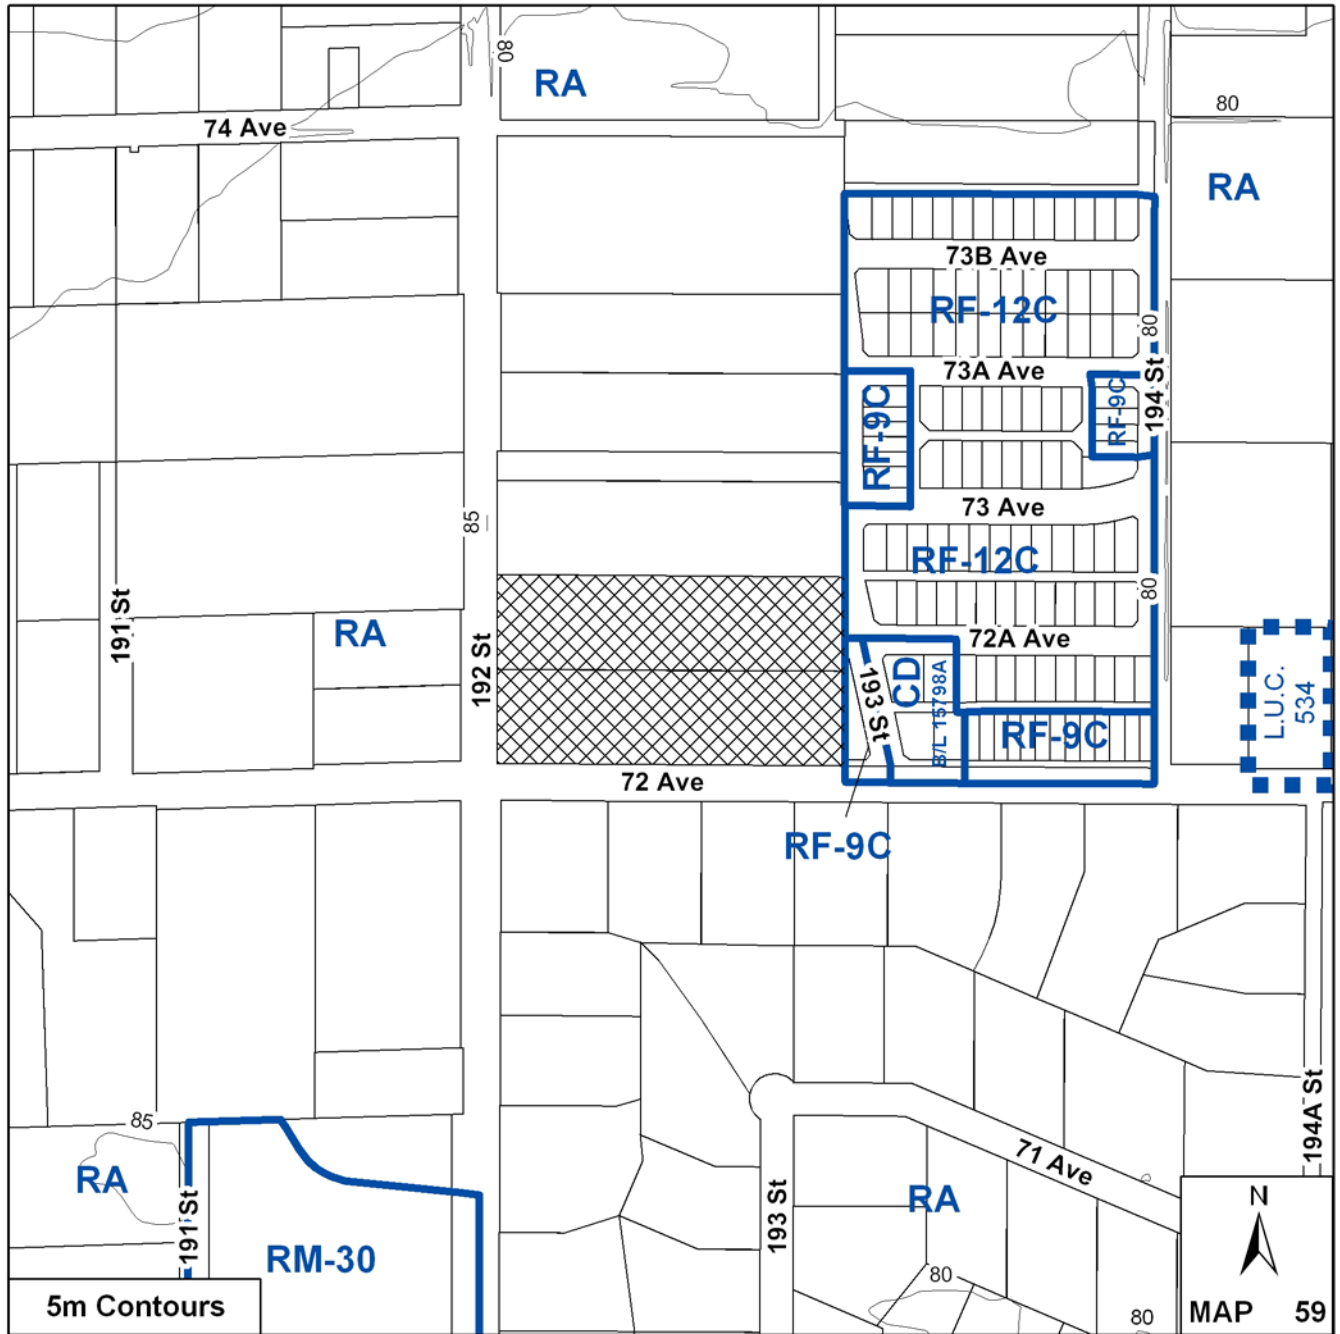 80
RA
80
74 Ave
RA
73B Ave
RF-12C
80
73A Ave
194 St
RF-9C
RF-9C
73 Ave
85
RF-12C
80
191 St
RA
72A Ave
192 St
193 St
CD
B/L 15798A
L.U.C.
534
RF-9C
72 Ave
RF-9C
194A St
85
71 Ave
RA
191 St
193 St
RA
N
RM-30
80
5m Contours
80
MAP 59